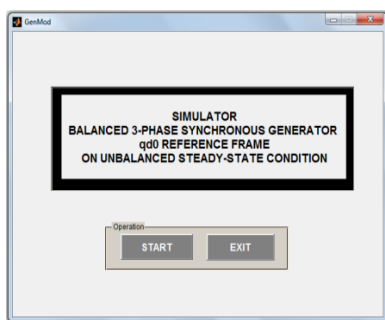 GenMod
SIMULATOR
BALANCED 3-PHASE SYNCHRONOUS GENERATOR
qd0 REFERENCE FRAME
ON UNBALANCED STEADY-STATE CONDITION
Operation
START EXIT